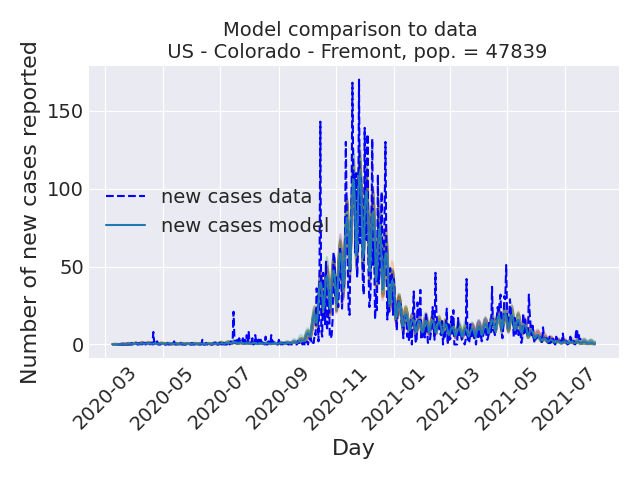 Model comparison to data
US - Colorado - Fremont, pop. = 47839
Number of new cases reported
150
100
50
0
new cases data
new cases model
2020-03
2020-05
2020-07
2020-09
2020-11
2021-01
2021-03
2021-05
2021-07
Day